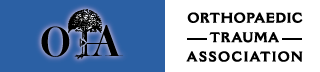 OTA
ORTHOPAEDIC
—TRAUMA—
ASSOCIATION